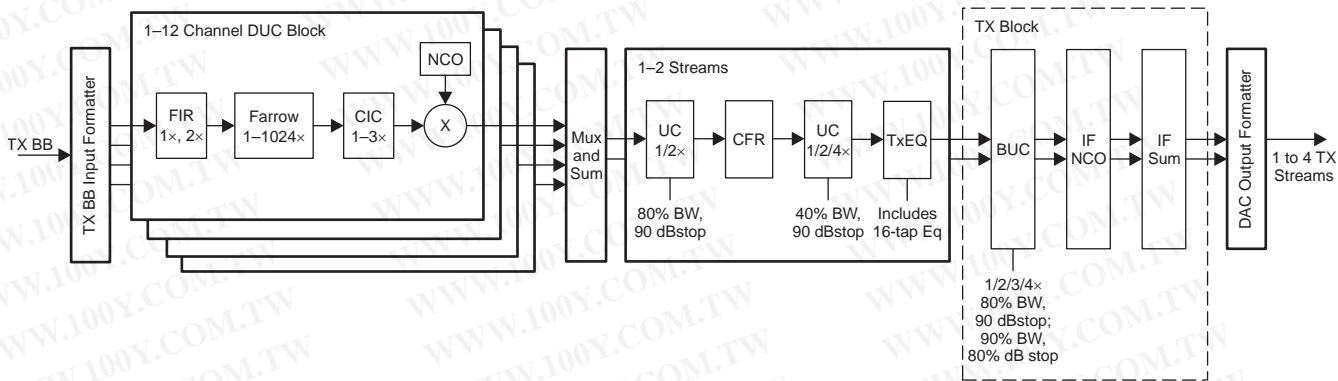 1–12 Channel DUC Block
TX BB
TX BB Input Formatter
FIR
1×, 2×
Farrow
1–1024×
CIC
1–3×
NCO
X
Mux
and
Sum
1–2 Streams
UC
1/2×
80% BW,
90 dBstop
CFR
UC
1/2/4×
40% BW,
90 dBstop
TxEQ
Includes
16-tap Eq
TX Block
BUC
1/2/3/4×
80% BW,
90 dBstop;
90% BW,
80% dB stop
IF
NCO
IF
Sum
DAC Output Formatter
1 to 4 TX
Streams
WWW.100Y.COM.TW